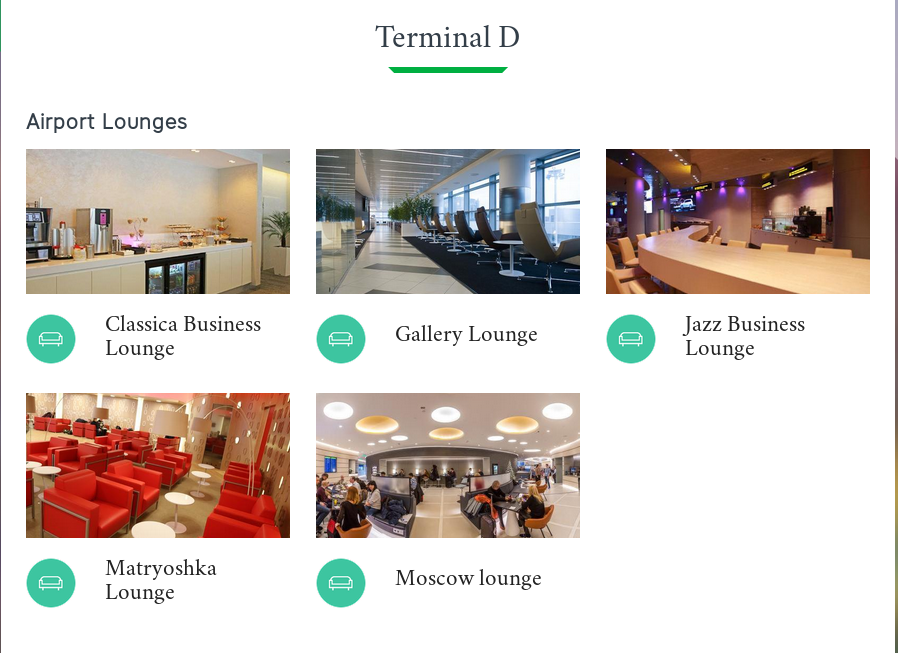 Terminal D
Airport Lounges
Classica Business
Lounge
Gallery Lounge
Jazz Business
Lounge
Matryoshka
Lounge
Moscow lounge